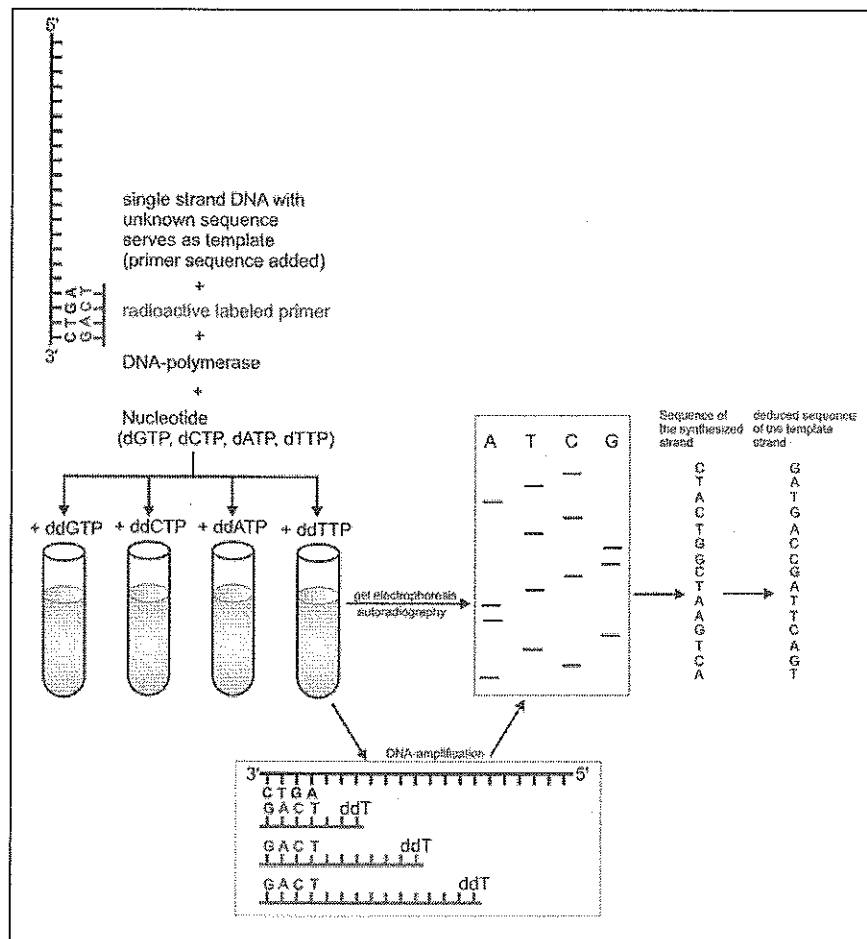 5'
single strand DNA with
unknown sequence
serves as template
(primer sequence added)
+
radioactive labeled primer
+
DNA-polymerase
+
Nucleotide
(dGTP, dCTP, dATP, dTTP)
C T G A
G A C T
3'
+ ddGTP + ddCTP + ddATP + ddTTP
gel electrophoresis
autoradiography
A T C G
Sequence of
the synthesized
strand
C
T
A
C
T
G
G
C
T
A
A
G
T
C
A
deduced sequence
of the template
strand
G
A
T
G
A
C
C
G
A
T
T
C
A
G
T
DNA-amplification
3' 5'
C T G A
G A C T ddT
G A C T ddT
G A C T ddT